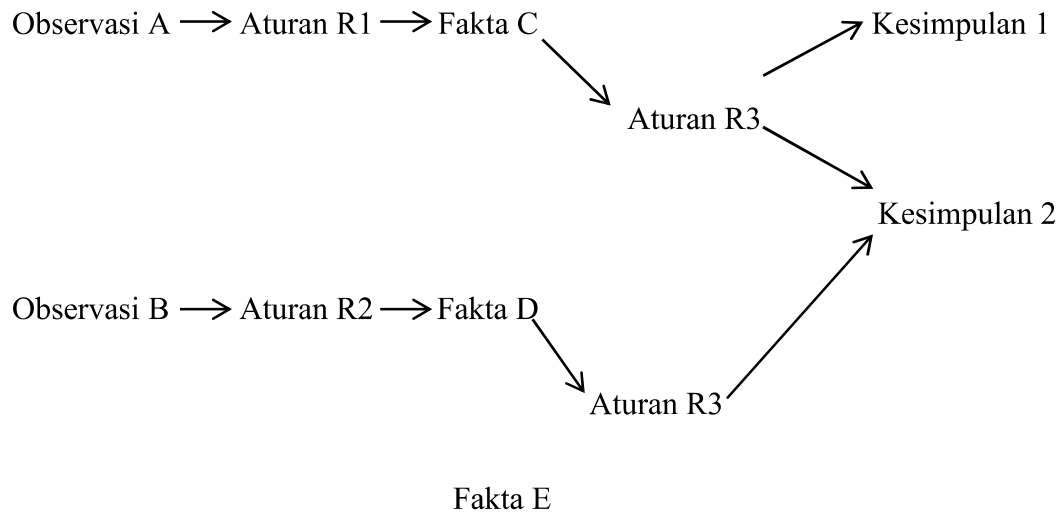 Observasi A Aturan R1 Fakta C Kesimpulan 1
Aturan R3
Kesimpulan 2
Observasi B Aturan R2 Fakta D
Aturan R3
Fakta E